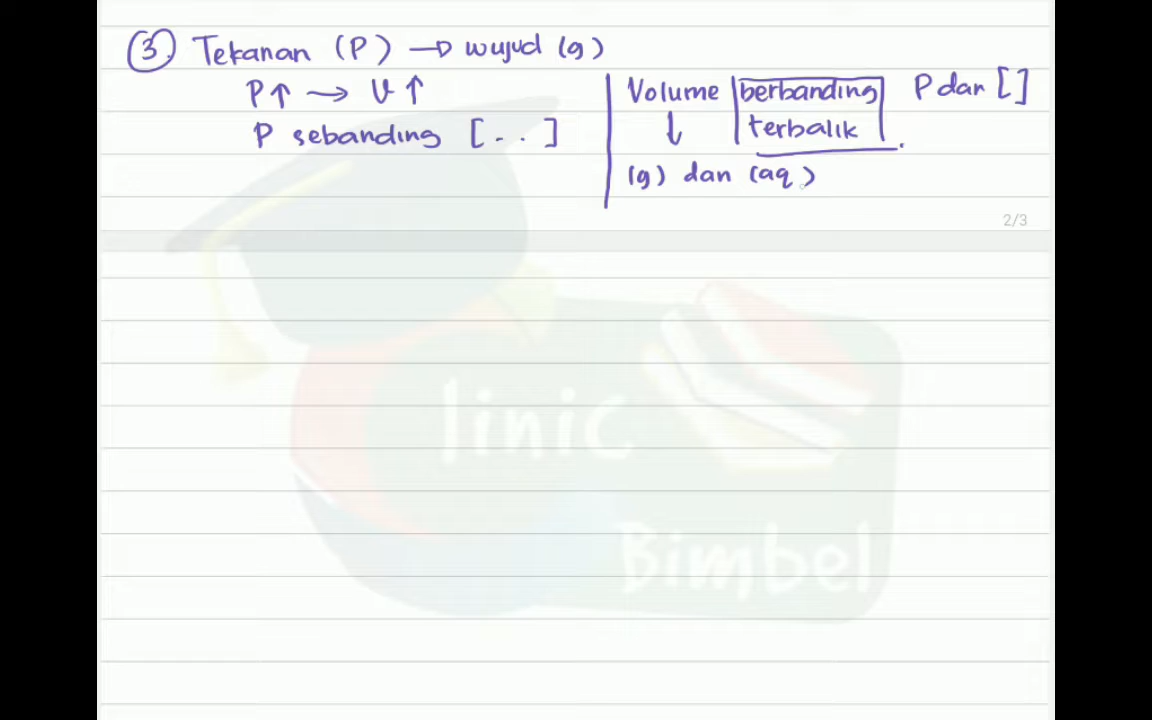 3. Tekanan (P) → wujud (g)
P↑ → v↑
P sebanding [...]
Volume berbanding terbalik P dan []
↓
(g) dan (aq)
2/3
linic
Bimbel